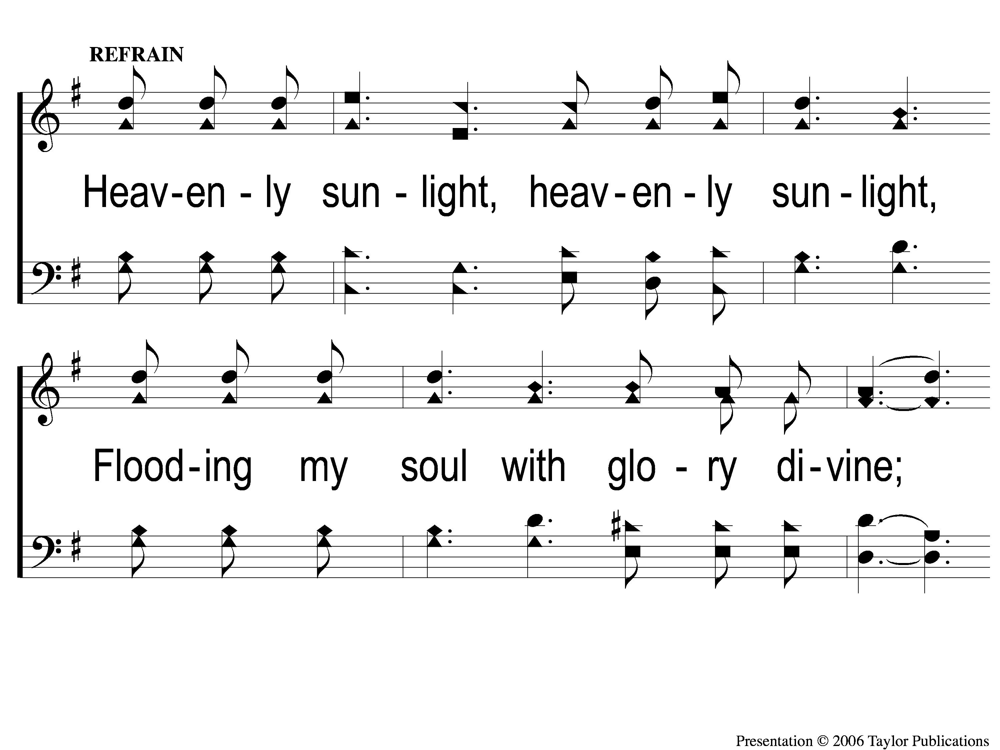 REFRAIN
Heav-en - ly sun - light, heav-en - ly sun - light,
Flood-ing my soul with glo - ry di-vine;
Presentation © 2006 Taylor Publications